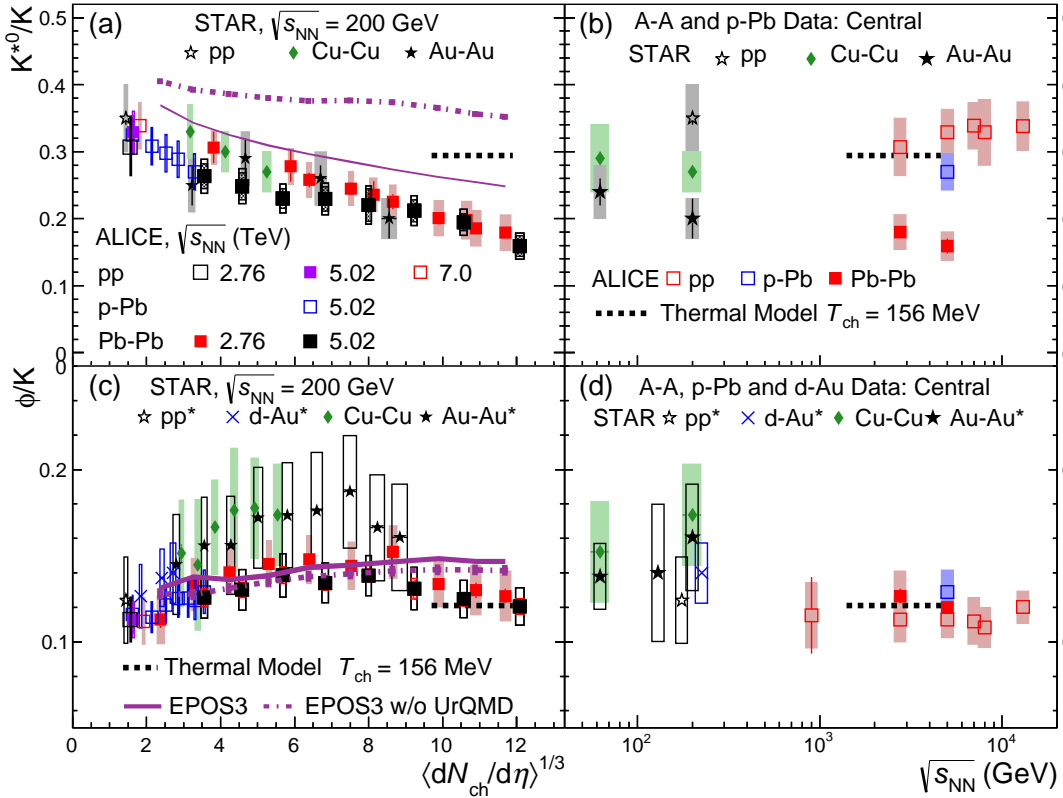 K*0/K
0.5
0.4
0.3
0.2
0.1
0
(a)
STAR, √sNN = 200 GeV
pp Cu-Cu Au-Au
ALICE, √sNN (TeV)
pp 2.76 5.02 7.0
p-Pb 5.02
Pb-Pb 2.76 5.02
(b)
A-A and p-Pb Data: Central
STAR pp Cu-Cu Au-Au
ALICE pp p-Pb Pb-Pb
Thermal Model Tch = 156 MeV
ϕ/K
0
0.2
0.1
(c)
STAR, √sNN = 200 GeV
pp* d-Au* Cu-Cu Au-Au*
Thermal Model Tch = 156 MeV
EPOS3 EPOS3 w/o UrQMD
0 2 4 6 8 10 12
⟨dNch/dη⟩1/3
(d)
A-A, p-Pb and d-Au Data: Central
STAR pp* d-Au* Cu-Cu Au-Au*
10² 10³ 10⁴
√sNN (GeV)